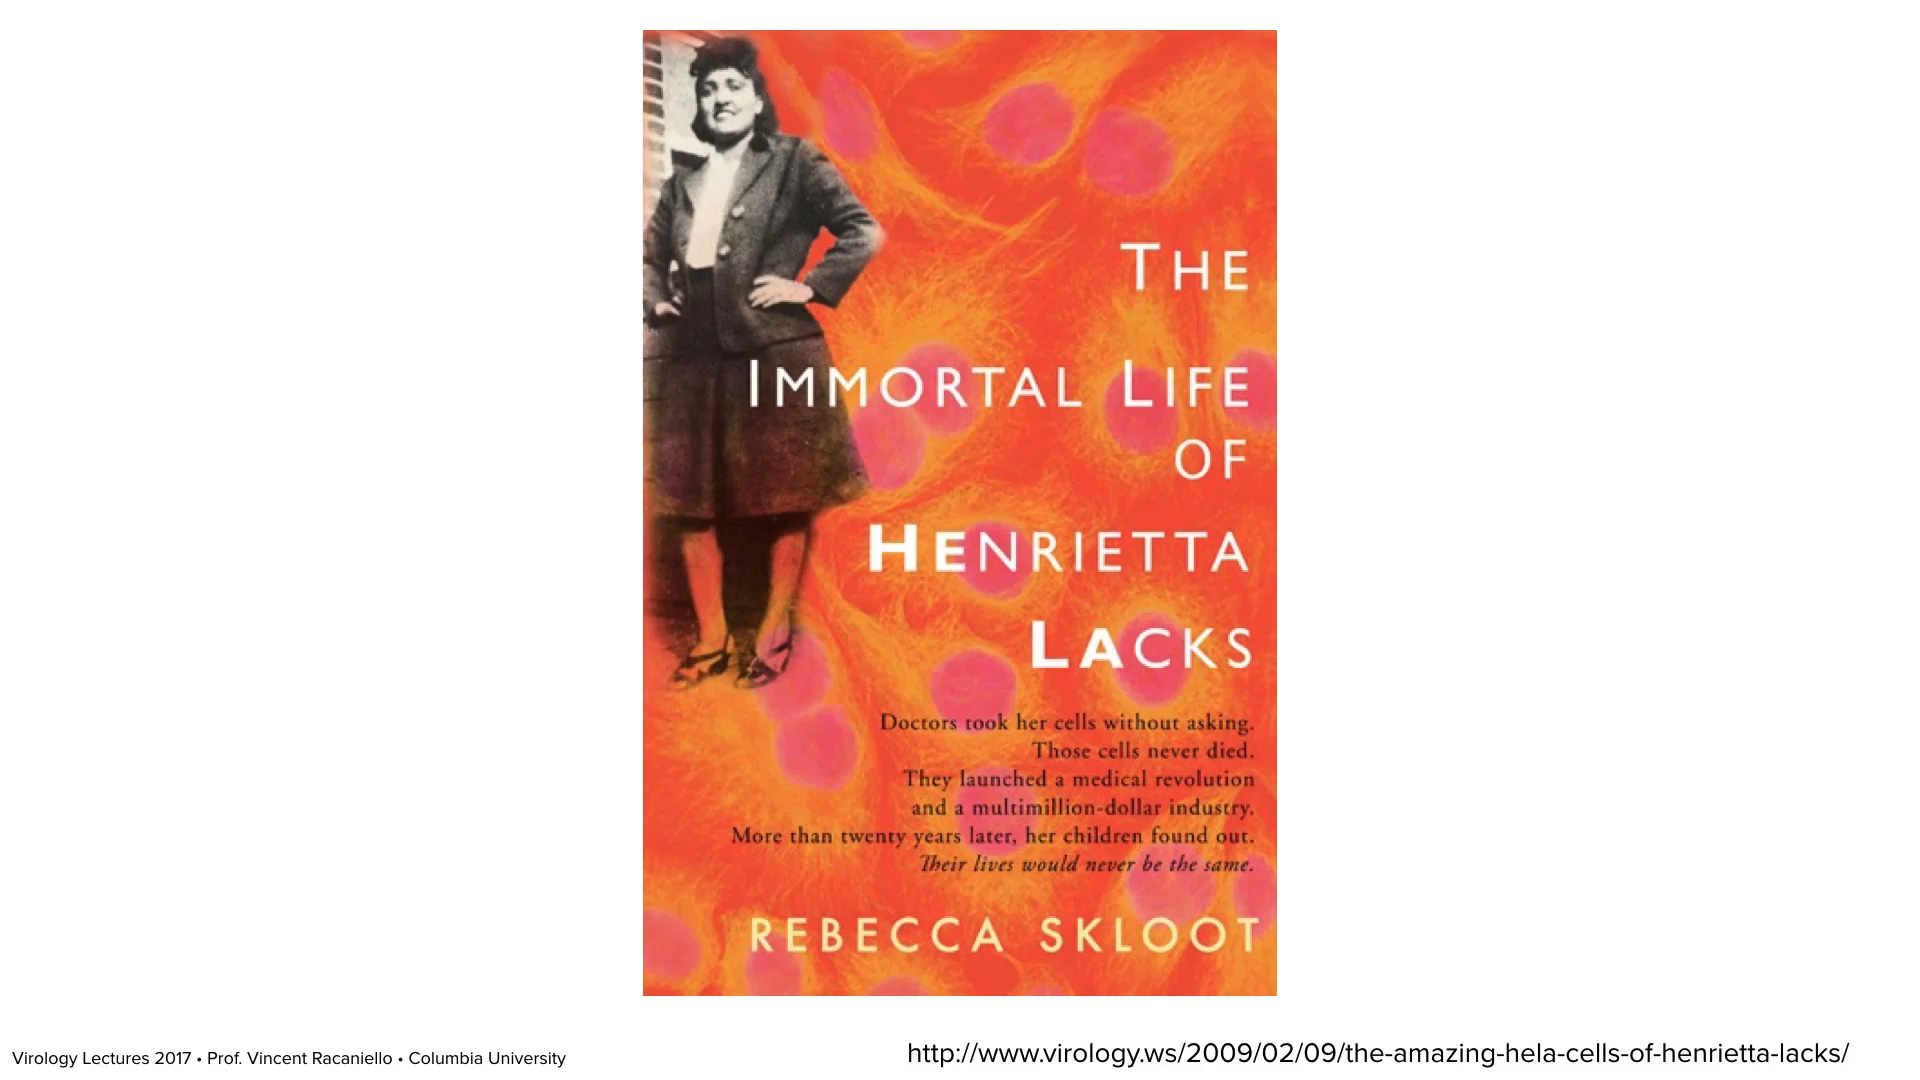 THE
IMMORTAL LIFE
OF
HENRIETTA
LACKS
Doctors took her cells without asking.
Those cells never died.
They launched a medical revolution
and a multimillion-dollar industry.
More than twenty years later, her children found out.
Their lives would never be the same.
REBECCA SKLOOT
Virology Lectures 2017 • Prof. Vincent Racaniello • Columbia University
http://www.virology.ws/2009/02/09/the-amazing-hela-cells-of-henrietta-lacks/